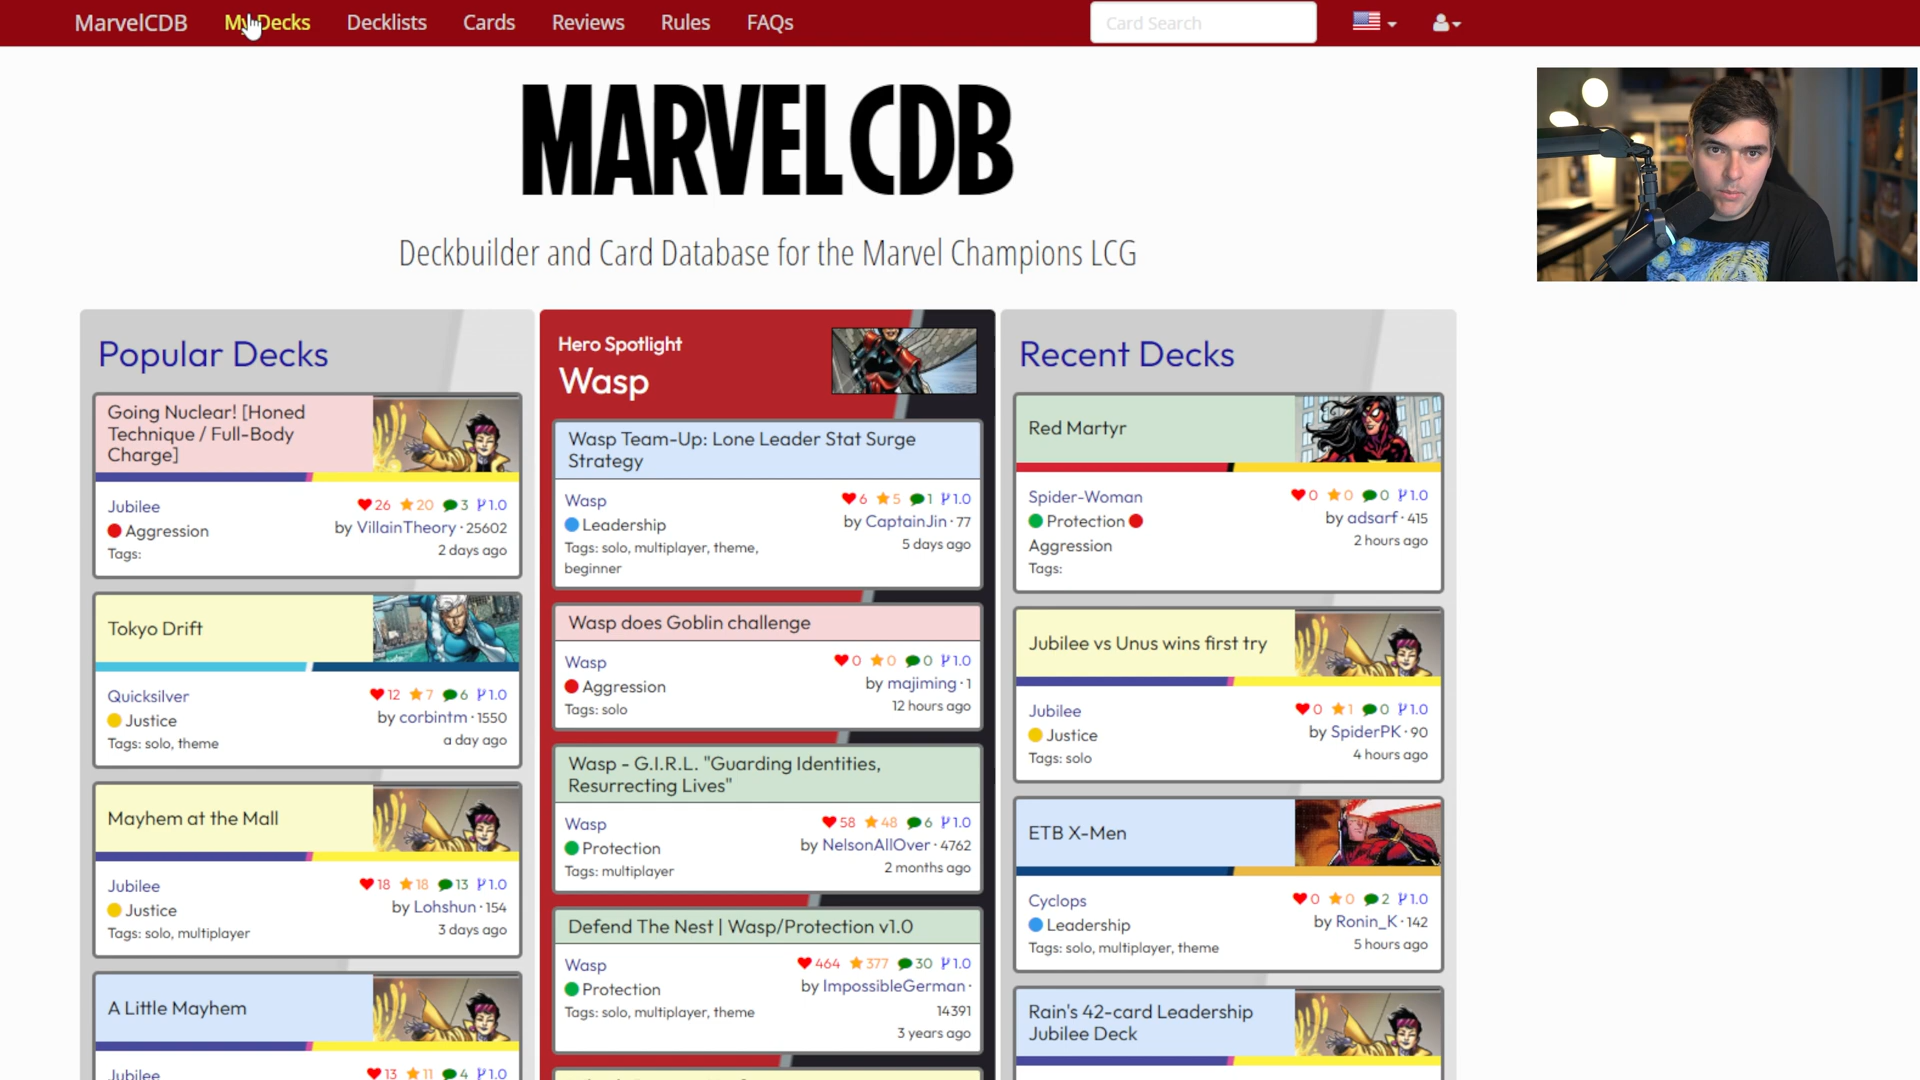 MarvelCDB
My Decks
Decklists
Cards
Reviews
Rules
FAQs
Card Search
MARVEL CDB
Deckbuilder and Card Database for the Marvel Champions LCG
Popular Decks
Going Nuclear! [Honed
Technique / Full-Body
Charge]
Jubilee
26 20 3 1.0
Aggression
by VillainTheory · 25602
Tags:
2 days ago
Tokyo Drift
Quicksilver
12 7 6 1.0
Justice
by corbintm · 1550
Tags: solo, theme
a day ago
Mayhem at the Mall
Jubilee
18 18 13 1.0
Justice
by Lohshun · 154
Tags: solo, multiplayer
3 days ago
A Little Mayhem
Jubilee
13 11 4 1.0
Hero Spotlight
Wasp
Wasp Team-Up: Lone Leader Stat Surge
Strategy
Wasp
6 5 1 1.0
Leadership
by CaptainJin · 77
Tags: solo, multiplayer, theme,
beginner
5 days ago
Wasp does Goblin challenge
Wasp
0 0 0 1.0
Aggression
by majiming · 1
Tags: solo
12 hours ago
Wasp - G.I.R.L. "Guarding Identities,
Resurrecting Lives"
Wasp
58 48 6 1.0
Protection
by NelsonAllOver · 4762
Tags: multiplayer
2 months ago
Defend The Nest | Wasp/Protection v1.0
Wasp
464 377 30 1.0
Protection
by ImpossibleGerman ·
14391
Tags: solo, multiplayer, theme
3 years ago
Recent Decks
Red Martyr
Spider-Woman
0 0 0 1.0
Protection
Aggression
by adsarf · 415
Tags:
2 hours ago
Jubilee vs Unus wins first try
Jubilee
0 1 0 1.0
Justice
by SpiderPK · 90
Tags: solo
4 hours ago
ETB X-Men
Cyclops
0 0 2 1.0
Leadership
by Ronin_K · 142
Tags: solo, multiplayer, theme
5 hours ago
Rain's 42-card Leadership
Jubilee Deck